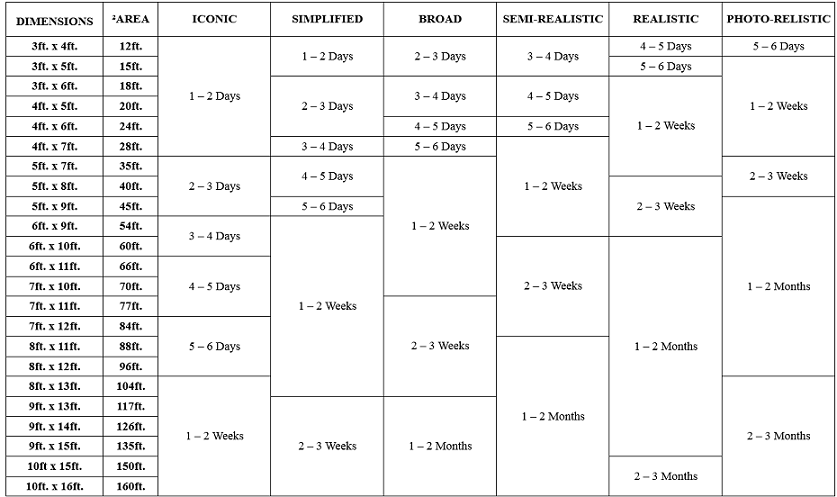 DIMENSIONS ²AREA ICONIC SIMPLIFIED BROAD SEMI-REALISTIC REALISTIC PHOTO-RELISTIC
3ft. x 4ft. 12ft. 1 – 2 Days 1 – 2 Days 2 – 3 Days 3 – 4 Days 4 – 5 Days 5 – 6 Days
3ft. x 5ft. 15ft. 5 – 6 Days 1 – 2 Weeks
3ft. x 6ft. 18ft. 2 – 3 Days 3 – 4 Days 4 – 5 Days 1 – 2 Weeks
4ft. x 5ft. 20ft.
4ft. x 6ft. 24ft. 4 – 5 Days 5 – 6 Days
4ft. x 7ft. 28ft. 3 – 4 Days 5 – 6 Days 1 – 2 Weeks
5ft. x 7ft. 35ft. 2 – 3 Days 4 – 5 Days 1 – 2 Weeks 2 – 3 Weeks
5ft. x 8ft. 40ft. 2 – 3 Weeks
5ft. x 9ft. 45ft. 5 – 6 Days 1 – 2 Months
6ft. x 9ft. 54ft. 3 – 4 Days 1 – 2 Weeks
6ft. x 10ft. 60ft. 2 – 3 Weeks 1 – 2 Months
6ft. x 11ft. 66ft. 4 – 5 Days
7ft. x 10ft. 70ft.
7ft. x 11ft. 77ft. 2 – 3 Weeks
7ft. x 12ft. 84ft. 5 – 6 Days
8ft. x 11ft. 88ft. 1 – 2 Months
8ft. x 12ft. 96ft.
8ft. x 13ft. 104ft. 1 – 2 Weeks 2 – 3 Months
9ft. x 13ft. 117ft. 2 – 3 Weeks 1 – 2 Months
9ft. x 14ft. 126ft.
9ft. x 15ft. 135ft.
10ft x 15ft. 150ft. 2 – 3 Months
10ft. x 16ft. 160ft.